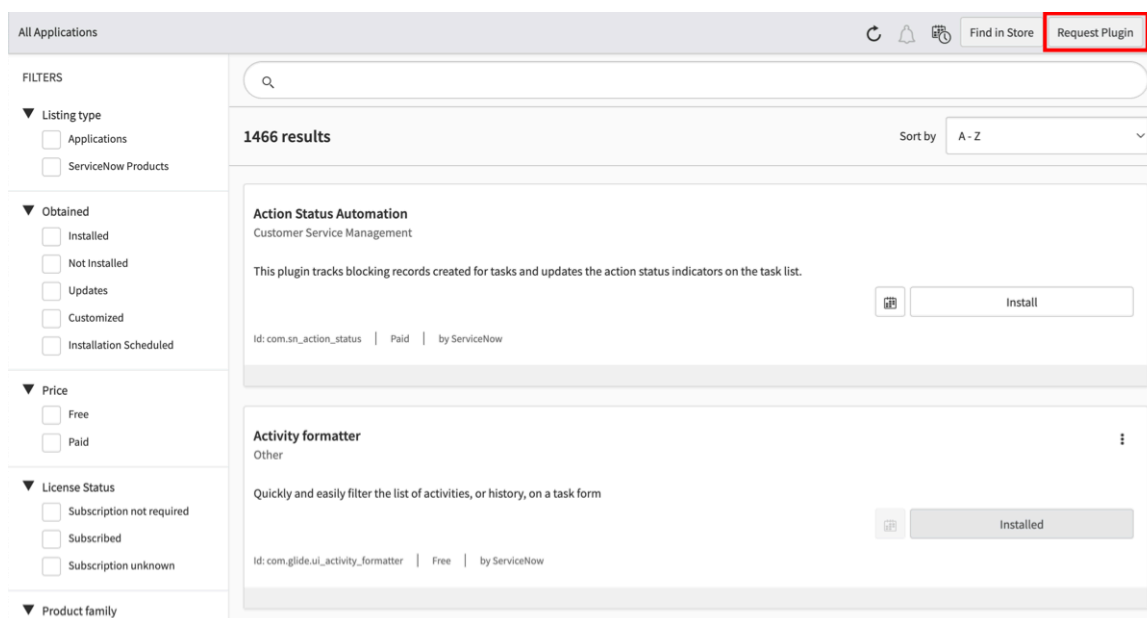 All Applications
Find in Store
Request Plugin
FILTERS
Listing type
Applications
ServiceNow Products
Obtained
Installed
Not Installed
Updates
Customized
Installation Scheduled
Price
Free
Paid
License Status
Subscription not required
Subscribed
Subscription unknown
Product family
1466 results
Sort by
A - Z
Action Status Automation
Customer Service Management
This plugin tracks blocking records created for tasks and updates the action status indicators on the task list.
Install
Id: com.sn_action_status | Paid | by ServiceNow
Activity formatter
Other
Quickly and easily filter the list of activities, or history, on a task form
Installed
Id: com.glide.ui_activity_formatter | Free | by ServiceNow